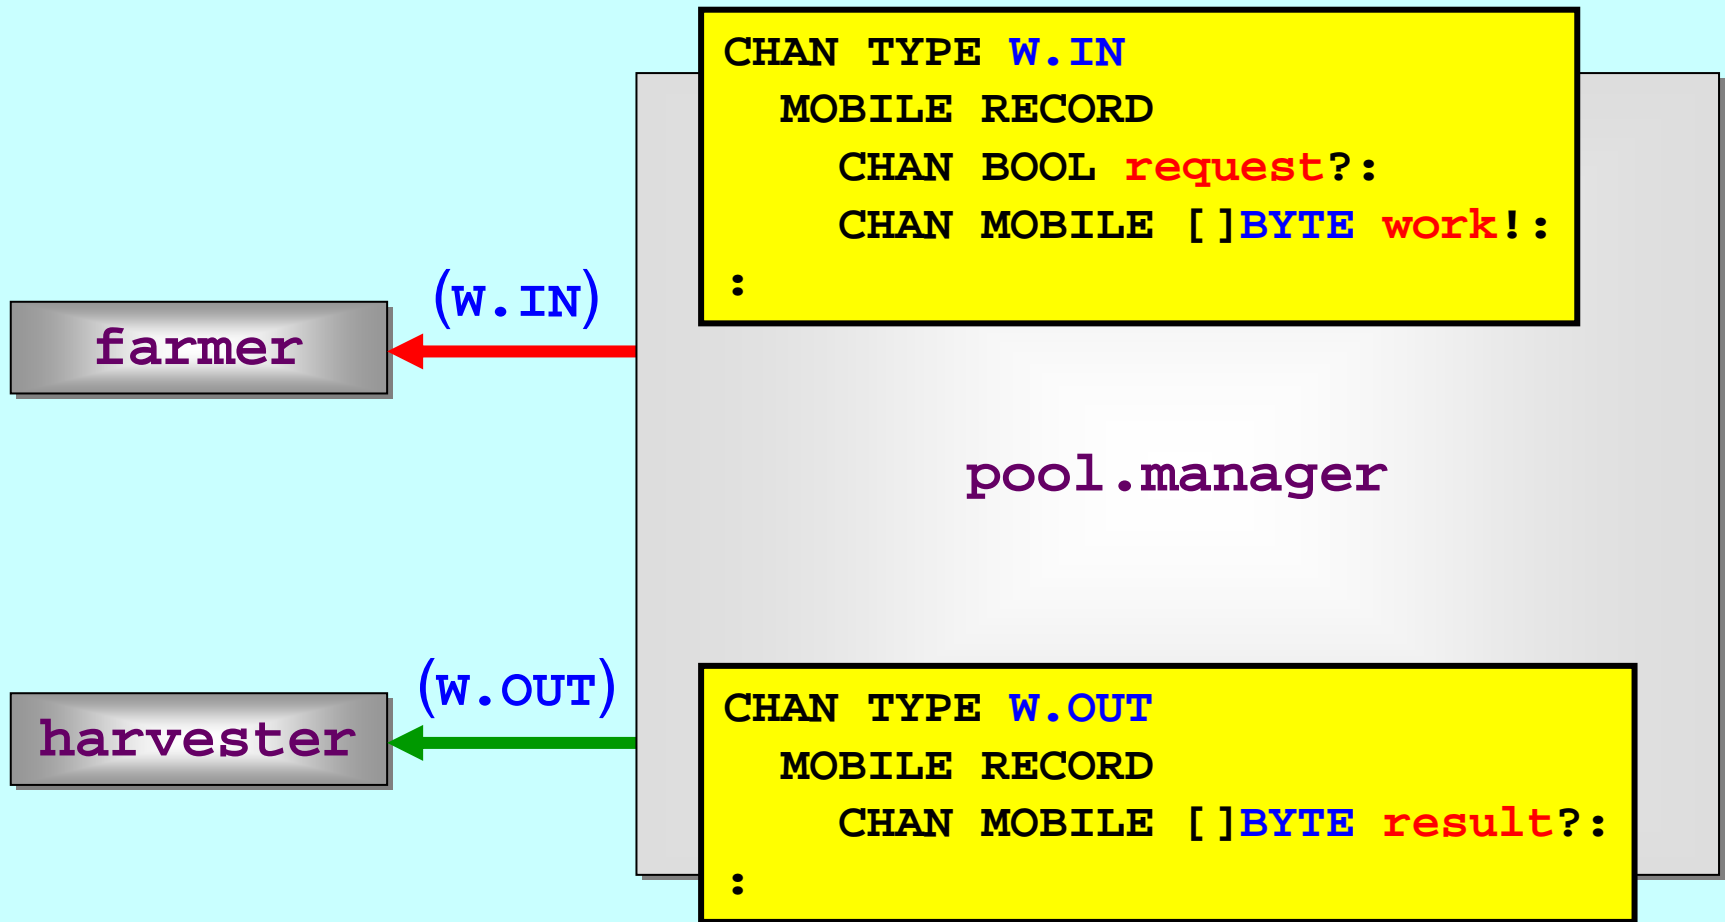 CHAN TYPE W.IN
MOBILE RECORD
CHAN BOOL request?:
CHAN MOBILE []BYTE work!:
:
(W.IN)
farmer
pool.manager
(W.OUT)
harvester
CHAN TYPE W.OUT
MOBILE RECORD
CHAN MOBILE []BYTE result?:
: